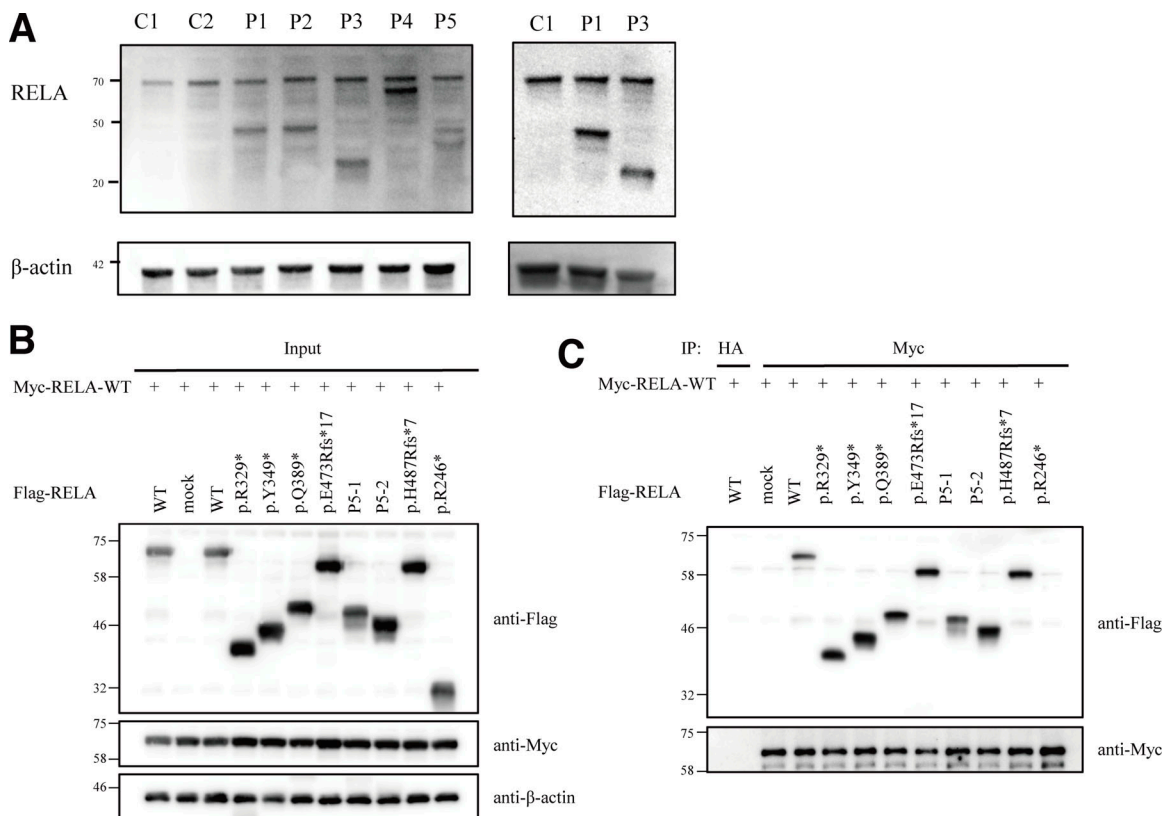 A
C1 C2 P1 P2 P3 P4 P5
C1 P1 P3
RELA
70
50
20
β-actin
42
B
Input
Myc-RELA-WT + + + + + + + + + +
Flag-RELA WT mock WT p.R329* p.Y349* p.Q389* p.E473Rfs*17 P5-1 P5-2 p.H487Rfs*7 p.R246*
75
58
46
32
anti-Flag
75
58
anti-Myc
46
anti-β-actin
C
IP: HA Myc
Myc-RELA-WT + + + + + + + + + + +
Flag-RELA WT mock WT p.R329* p.Y349* p.Q389* p.E473Rfs*17 P5-1 P5-2 p.H487Rfs*7 p.R246*
75
58
46
32
anti-Flag
75
58
anti-Myc